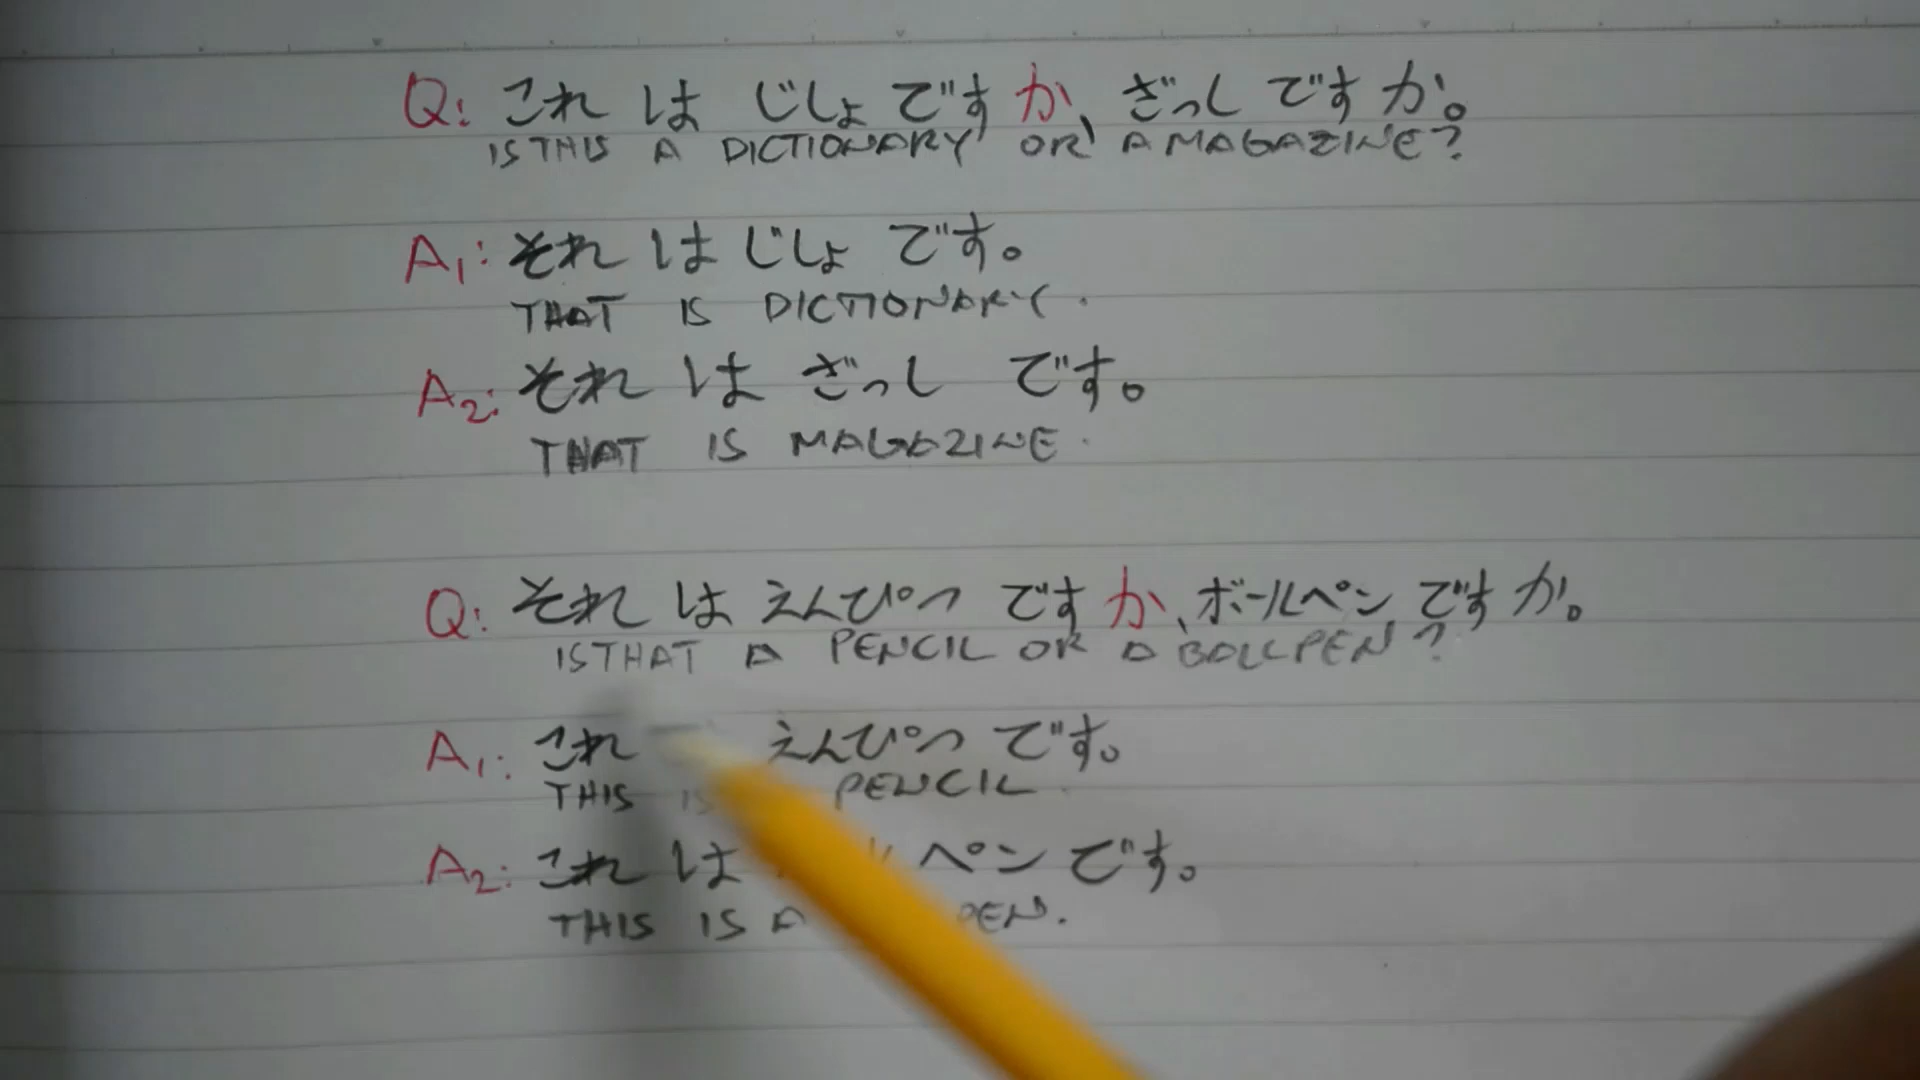 Q: これ は じしょ です か、ざっし です か。
IS THIS A DICTIONARY OR A MAGAZINE?
A1: それ は じしょ です。
THAT IS DICTIONARY.
A2: それ は ざっし です。
THAT IS MAGAZINE.
Q: それ は えんぴつ です か、ボールペン です か。
IS THAT A PENCIL OR A BALLPEN?
A1: これ えんぴつ です。
THIS IS PENCIL.
A2: これ は ペン です。
THIS IS A PEN.